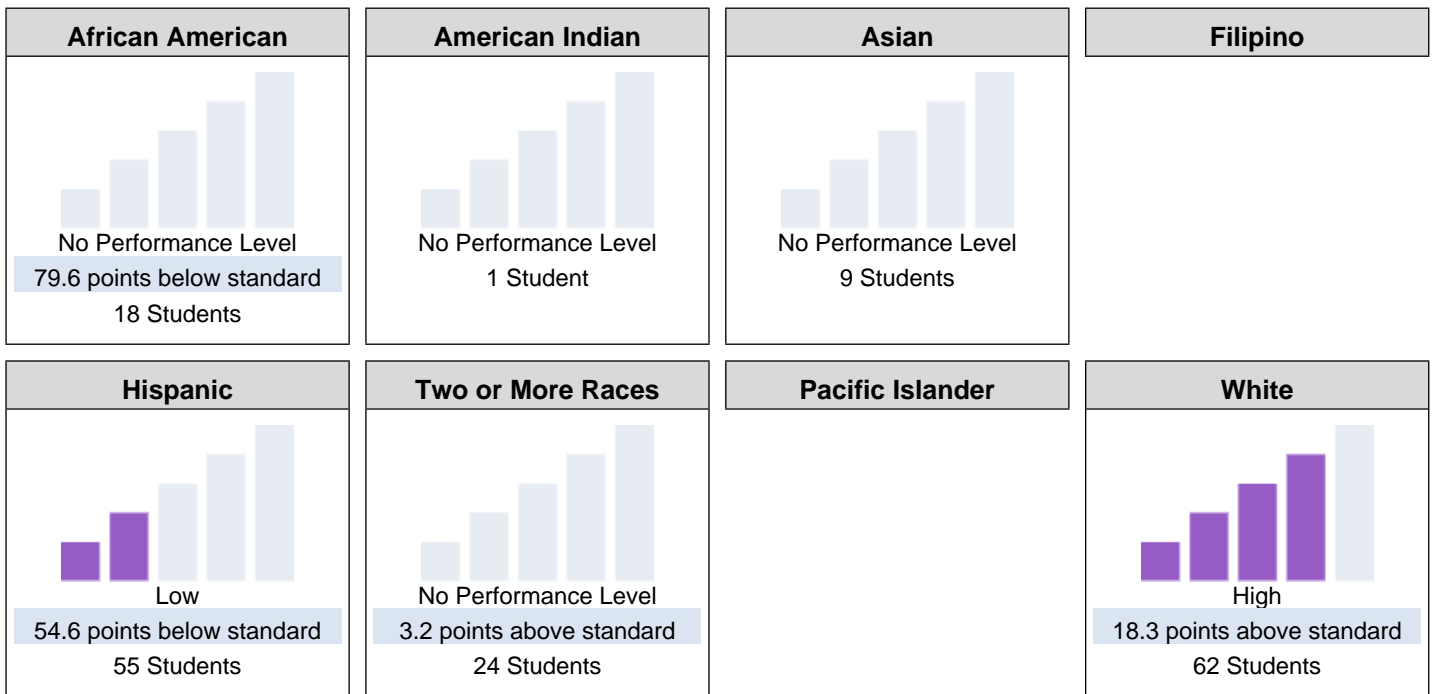 African American
No Performance Level
79.6 points below standard
18 Students
American Indian
No Performance Level
1 Student
Asian
No Performance Level
9 Students
Filipino
Hispanic
Low
54.6 points below standard
55 Students
Two or More Races
No Performance Level
3.2 points above standard
24 Students
Pacific Islander
White
High
18.3 points above standard
62 Students